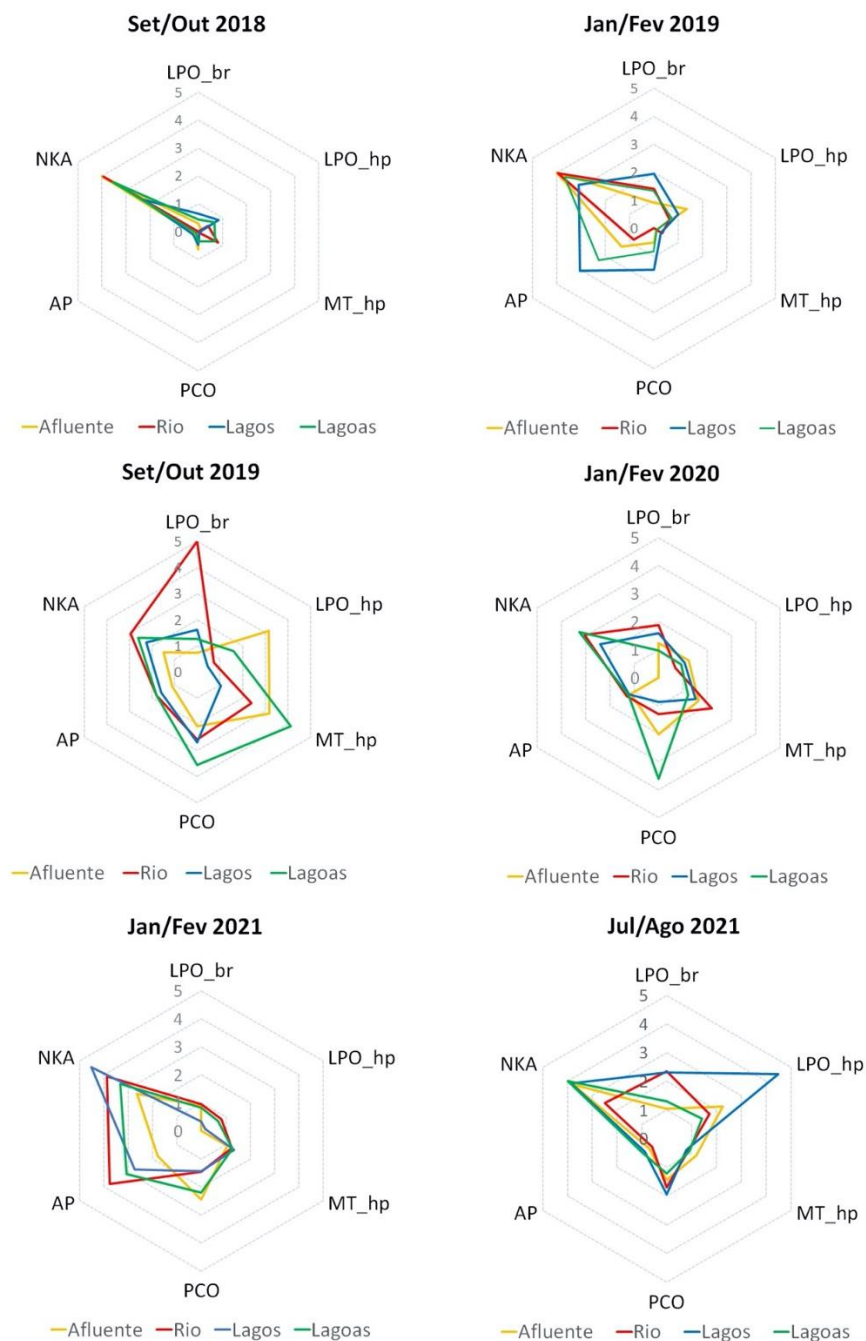 Set/Out 2018
LPO_br
LPO_hp
MT_hp
PCO
AP
NKA
5
4
3
2
1
0
Afluente Rio Lagos Lagoas
Jan/Fev 2019
LPO_br
LPO_hp
MT_hp
PCO
AP
NKA
5
4
3
2
1
0
Afluente Rio Lagos Lagoas
Set/Out 2019
LPO_br
LPO_hp
MT_hp
PCO
AP
NKA
5
4
3
2
1
0
Afluente Rio Lagos Lagoas
Jan/Fev 2020
LPO_br
LPO_hp
MT_hp
PCO
AP
NKA
5
4
3
2
1
0
Afluente Rio Lagos Lagoas
Jan/Fev 2021
LPO_br
LPO_hp
MT_hp
PCO
AP
NKA
5
4
3
2
1
0
Afluente Rio Lagos Lagoas
Jul/Ago 2021
LPO_br
LPO_hp
MT_hp
PCO
AP
NKA
5
4
3
2
1
0
Afluente Rio Lagos Lagoas